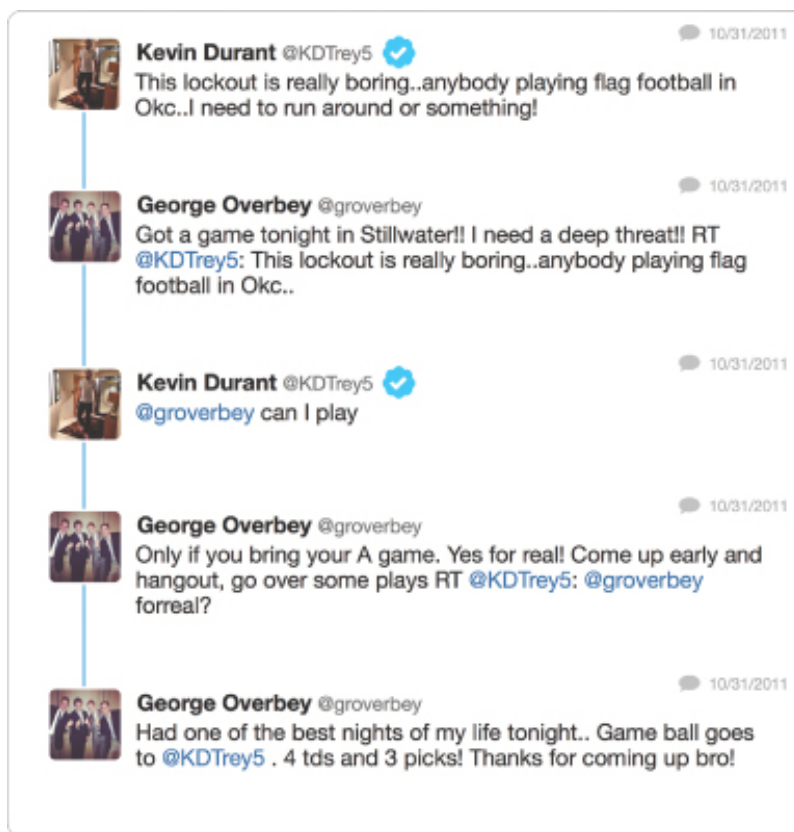 10/31/2011
Kevin Durant @KDTrey5
This lockout is really boring..anybody playing flag football in
Okc..I need to run around or something!
10/31/2011
George Overbey @groverbey
Got a game tonight in Stillwater!! I need a deep threat!! RT
@KDTrey5: This lockout is really boring..anybody playing flag
football in Okc..
10/31/2011
Kevin Durant @KDTrey5
@groverbey can I play
10/31/2011
George Overbey @groverbey
Only if you bring your A game. Yes for real! Come up early and
hangout, go over some plays RT @KDTrey5: @groverbey
forreal?
10/31/2011
George Overbey @groverbey
Had one of the best nights of my life tonight.. Game ball goes
to @KDTrey5 . 4 tds and 3 picks! Thanks for coming up bro!